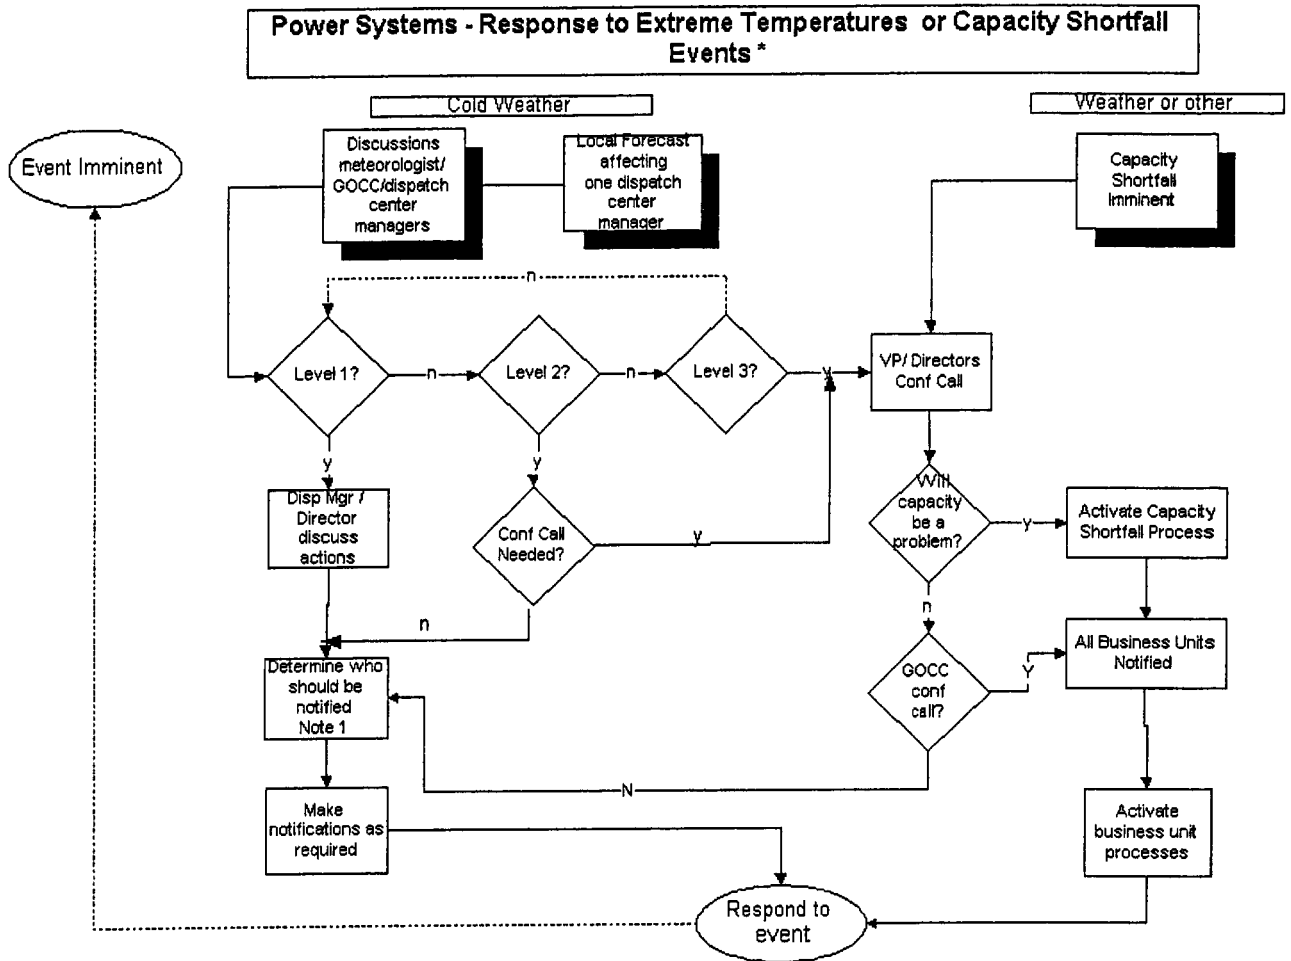 Power Systems - Response to Extreme Temperatures or Capacity Shortfall
Events *
Cold Weather
Weather or other
Event Imminent
Discussions
meteorologist/
GOCC/dispatch
center
managers
Local Forecast
affecting
one dispatch
center
manager
Capacity
Shortfall
Imminent
n
Level 1?
n
Level 2?
n
Level 3?
y
VP/ Directors
Conf Call
y
y
Disp Mgr /
Director
discuss
actions
Conf Call
Needed?
y
Will
capacity
be a
problem?
y
Activate Capacity
Shortfall Process
n
n
Determine who
should be
notified
Note 1
GOCC
conf
call?
Y
All Business Units
Notified
N
Make
notifications as
required
Activate
business unit
processes
Respond to
event